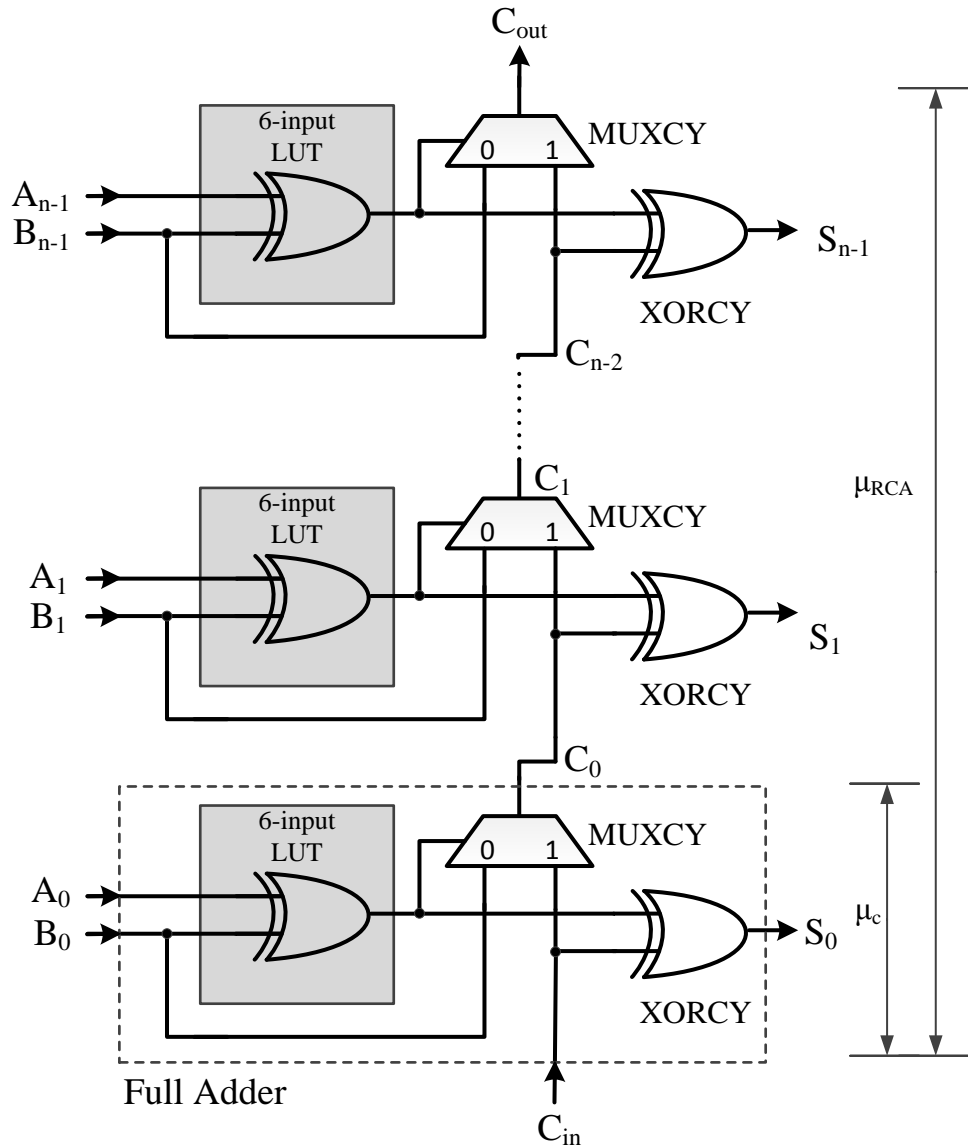 C_out
6-input
LUT
0 1
MUXCY
A_n-1
B_n-1
S_n-1
XORCY
C_n-2
C_1
6-input
LUT
0 1
MUXCY
μ_RCA
A_1
B_1
S_1
XORCY
C_0
6-input
LUT
0 1
MUXCY
A_0
B_0
S_0
μ_c
XORCY
Full Adder
C_in